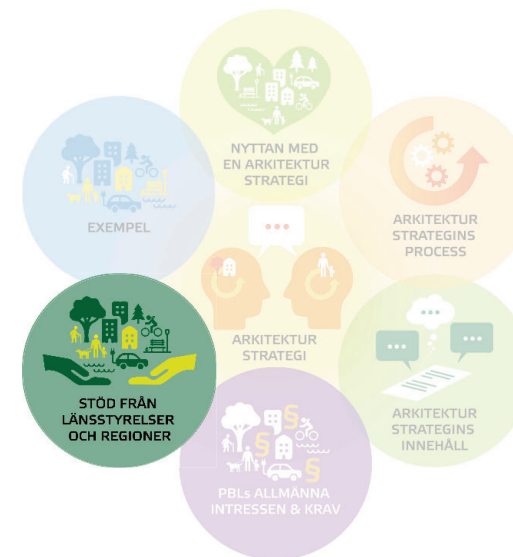 NYTTAN MED
EN ARKITEKTUR
STRATEGI
EXEMPEL
ARKITEKTUR
STRATEGINS
PROCESS
ARKITEKTUR
STRATEGI
STÖD FRÅN
LÄNSSTYRELSER
OCH REGIONER
ARKITEKTUR
STRATEGINS
INNEHÅLL
§
§
§
PBLs ALLMÄNNA
INTRESSEN & KRAV